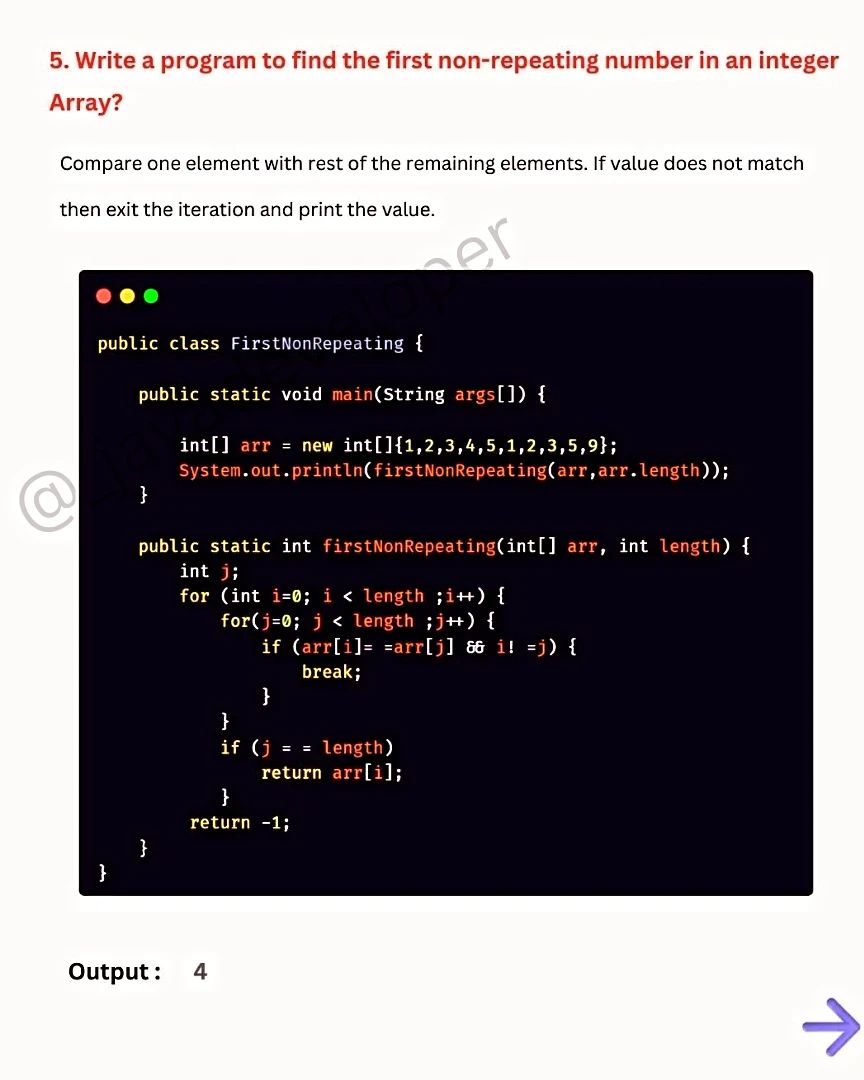 5. Write a program to find the first non-repeating number in an integer
Array?
Compare one element with rest of the remaining elements. If value does not match
then exit the iteration and print the value.
@_java.developer
public class FirstNonRepeating {
public static void main(String args[]) {
int[] arr = new int[]{1,2,3,4,5,1,2,3,5,9};
System.out.println(firstNonRepeating(arr,arr.length));
}
public static int firstNonRepeating(int[] arr, int length) {
int j;
for (int i=0; i < length ;i++) {
for(j=0; j < length ;j++) {
if (arr[i]= =arr[j] && i! =j) {
break;
}
}
if (j = = length)
return arr[i];
}
return -1;
}
}
Output : 4